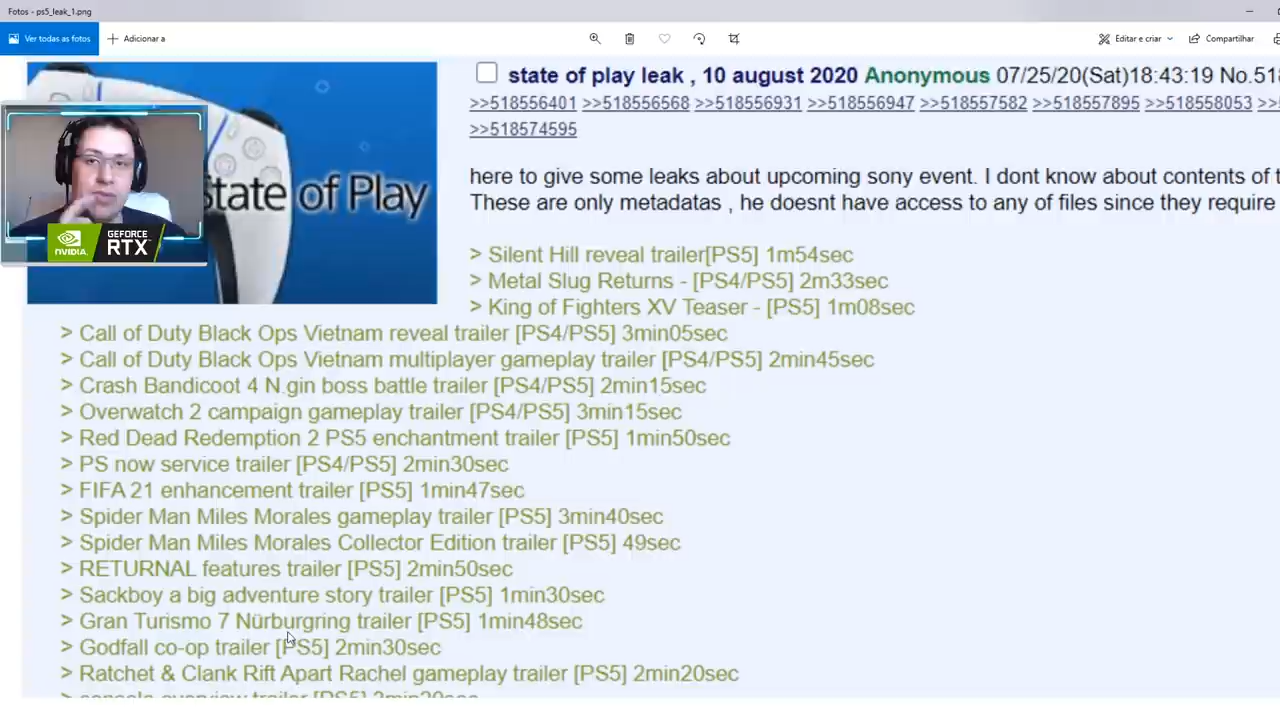 Fotos - ps5_leak_1.png
Ver todas as fotos
Adicionar a
Editar e criar
Compartilhar
state of play leak , 10 august 2020 Anonymous 07/25/20(Sat)18:43:19 No.518
>>518556401 >>518556568 >>518556931 >>518556947 >>518557582 >>518557895 >>518558053
>>518574595
State of Play
here to give some leaks about upcoming sony event. I dont know about contents of
These are only metadatas , he doesnt have access to any of files since they require
NVIDIA.
GEFORCE
RTX
> Silent Hill reveal trailer[PS5] 1m54sec
> Metal Slug Returns - [PS4/PS5] 2m33sec
> King of Fighters XV Teaser - [PS5] 1m08sec
> Call of Duty Black Ops Vietnam reveal trailer [PS4/PS5] 3min05sec
> Call of Duty Black Ops Vietnam multiplayer gameplay trailer [PS4/PS5] 2min45sec
> Crash Bandicoot 4 N.gin boss battle trailer [PS4/PS5] 2min15sec
> Overwatch 2 campaign gameplay trailer [PS4/PS5] 3min15sec
> Red Dead Redemption 2 PS5 enchantment trailer [PS5] 1min50sec
> PS now service trailer [PS4/PS5] 2min30sec
> FIFA 21 enhancement trailer [PS5] 1min47sec
> Spider Man Miles Morales gameplay trailer [PS5] 3min40sec
> Spider Man Miles Morales Collector Edition trailer [PS5] 49sec
> RETURNAL features trailer [PS5] 2min50sec
> Sackboy a big adventure story trailer [PS5] 1min30sec
> Gran Turismo 7 Nürburgring trailer [PS5] 1min48sec
> Godfall co-op trailer [PS5] 2min30sec
> Ratchet & Clank Rift Apart Rachel gameplay trailer [PS5] 2min20sec
> console overview trailer [PS5]